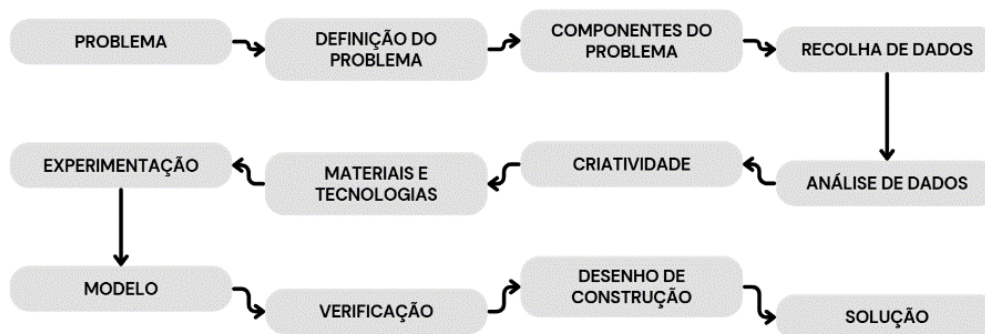 PROBLEMA
DEFINIÇÃO DO
PROBLEMA
COMPONENTES DO
PROBLEMA
RECOLHA DE DADOS
ANÁLISE DE DADOS
CRIATIVIDADE
MATERIAIS E
TECNOLOGIAS
EXPERIMENTAÇÃO
MODELO
VERIFICAÇÃO
DESENHO DE
CONSTRUÇÃO
SOLUÇÃO